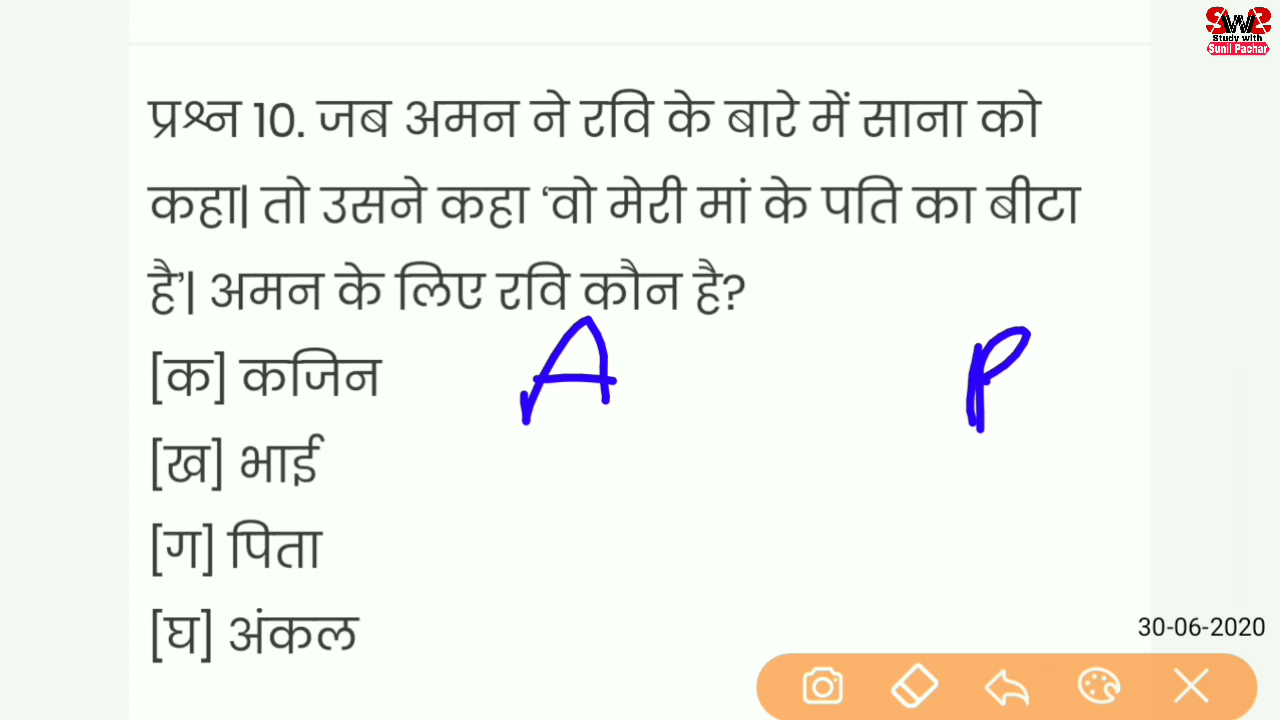 SWS
Study with
Sunil Pachar
प्रश्न 10. जब अमन ने रवि के बारे में साना को
कहा| तो उसने कहा ‘वो मेरी मां के पति का बीटा
है’| अमन के लिए रवि कौन है?
[क] कजिन
A
P
[ख] भाई
[ग] पिता
[घ] अंकल
30-06-2020